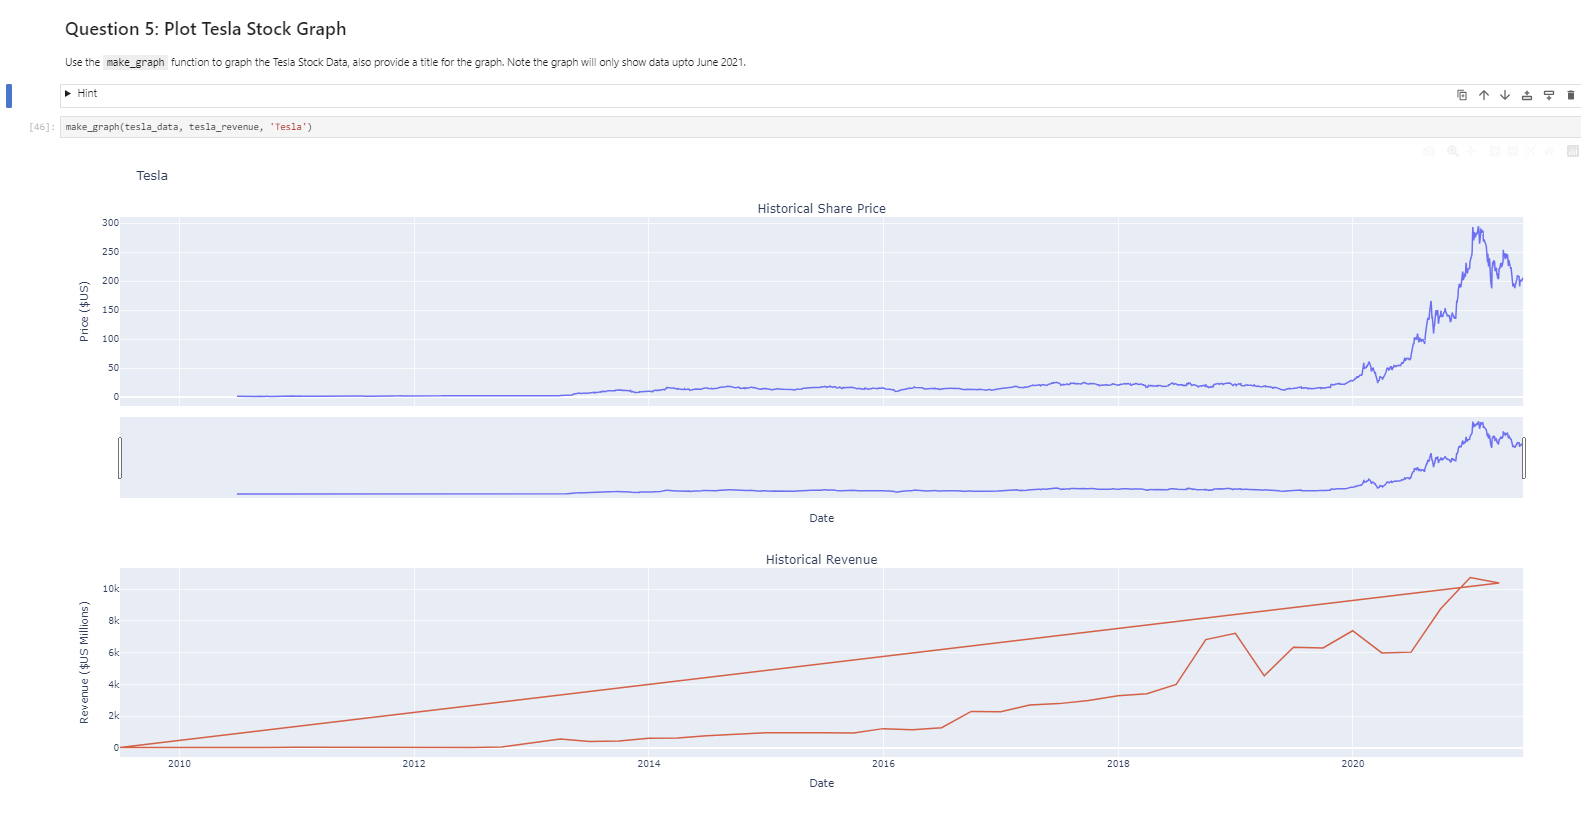 Question 5: Plot Tesla Stock Graph
Use the make_graph function to graph the Tesla Stock Data, also provide a title for the graph. Note the graph will only show data upto June 2021.
Hint
[46]: make_graph(tesla_data, tesla_revenue, 'Tesla')
Tesla
Historical Share Price
300
250
200
150
100
50
0
Price ($US)
Date
Historical Revenue
10k
8k
6k
4k
2k
0
Revenue ($US Millions)
2010 2012 2014 2016 2018 2020
Date